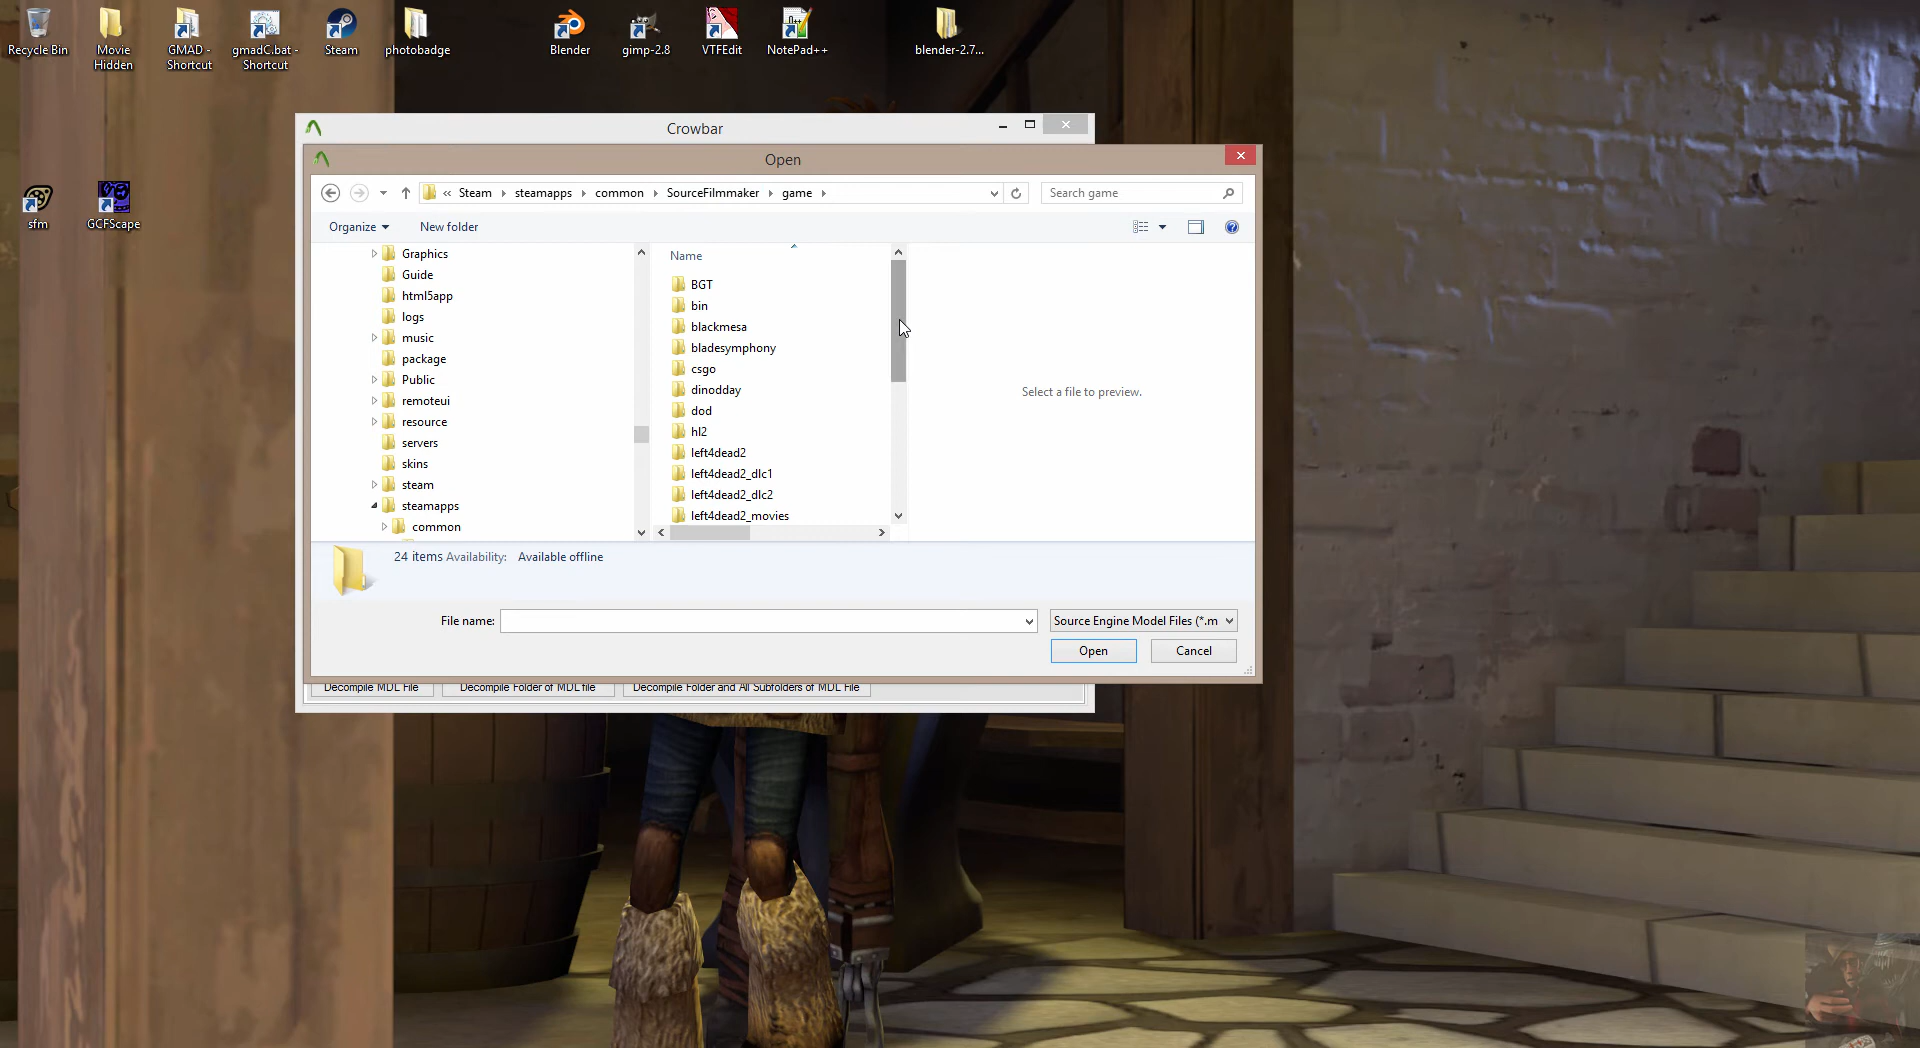 Recycle Bin
Movie Hidden
GMAD - Shortcut
gmadC.bat - Shortcut
Steam
photobadge
Blender
gimp-2.8
VTFEdit
NotePad++
blender-2.7...
sfm
GCFScape
Crowbar
Open
« Steam steamapps common SourceFilmmaker game
Search game
Organize
New folder
Graphics
Guide
html5app
logs
music
package
Public
remoteui
resource
servers
skins
steam
steamapps
common
Name
BGT
bin
blackmesa
bladesymphony
csgo
dinodday
dod
hl2
left4dead2
left4dead2_dlc1
left4dead2_dlc2
left4dead2_movies
Select a file to preview.
24 items Availability: Available offline
File name:
Source Engine Model Files (*.m
Open
Cancel
Decompile MDL File
Decompile Folder of MDL file
Decompile Folder and All Subfolders of MDL File